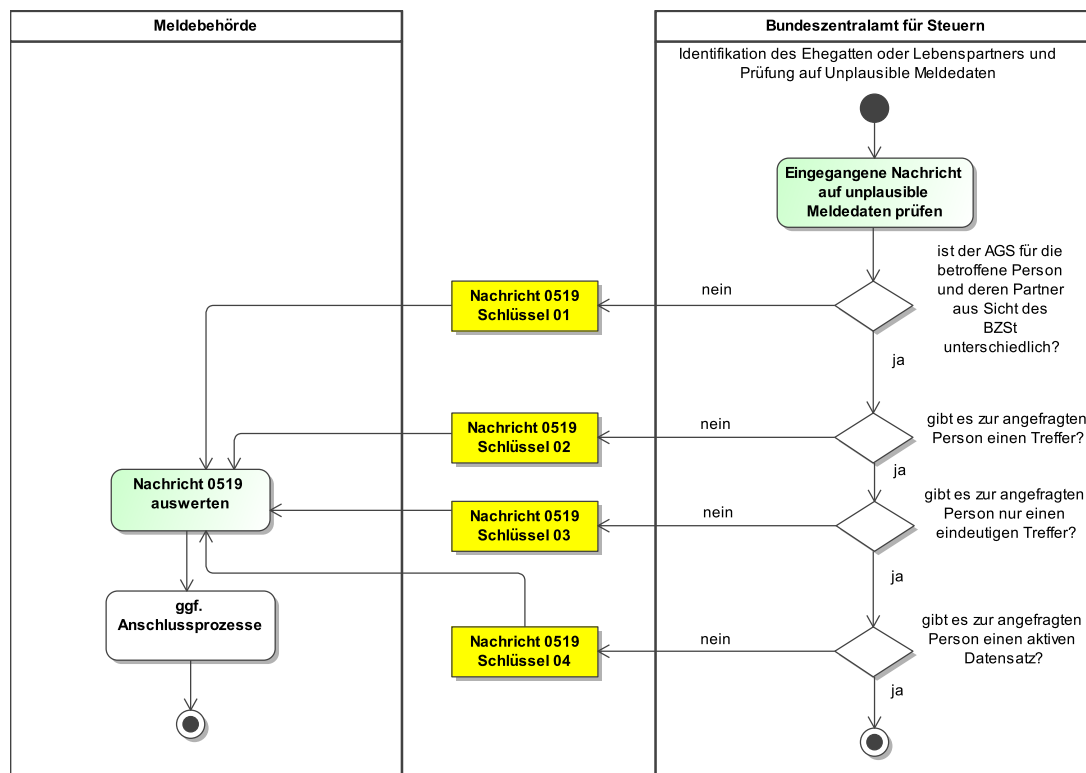 Meldebehörde
Bundeszentralamt für Steuern
Identifikation des Ehegatten oder Lebenspartners und
Prüfung auf Unplausible Meldedaten
Eingegangene Nachricht
auf unplausible
Meldedaten prüfen
ist der AGS für die
betroffene Person
und deren Partner
aus Sicht des
BZSt
unterschiedlich?
nein
Nachricht 0519
Schlüssel 01
ja
gibt es zur angefragten
Person einen Treffer?
nein
Nachricht 0519
Schlüssel 02
ja
Nachricht 0519
auswerten
gibt es zur angefragten
Person nur einen
eindeutigen Treffer?
nein
Nachricht 0519
Schlüssel 03
ja
ggf.
Anschlussprozesse
gibt es zur angefragten
Person einen aktiven
Datensatz?
nein
Nachricht 0519
Schlüssel 04
ja